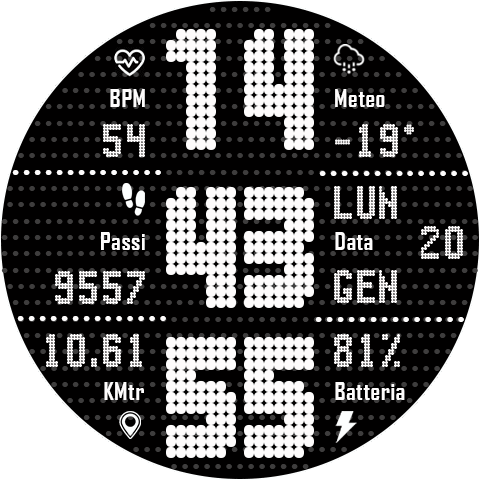 14
BPM
54
Meteo
-19°
43
Passi
9557
LUN
Data
20
GEN
55
10.61
KMtr
81%
Batteria